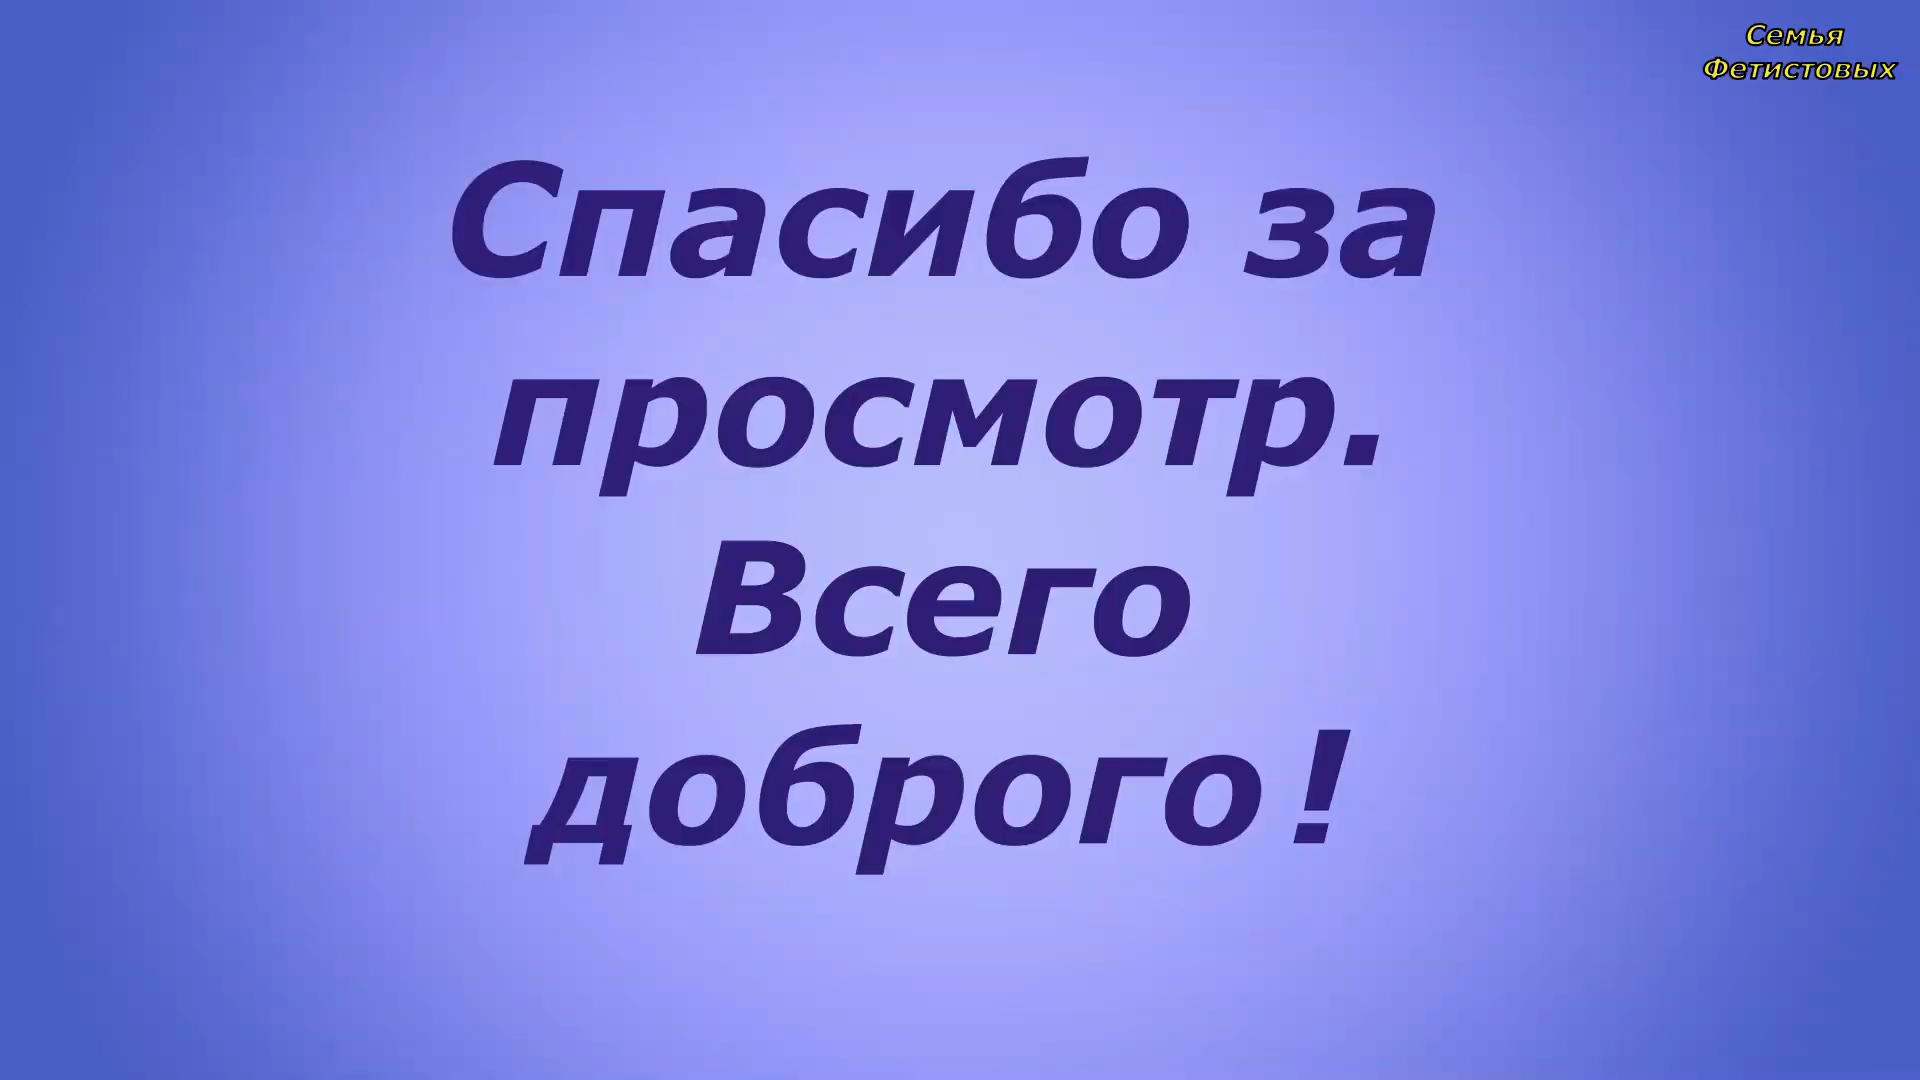 Семья
Фетистовых
Спасибо за
просмотр.
Всего
доброго!